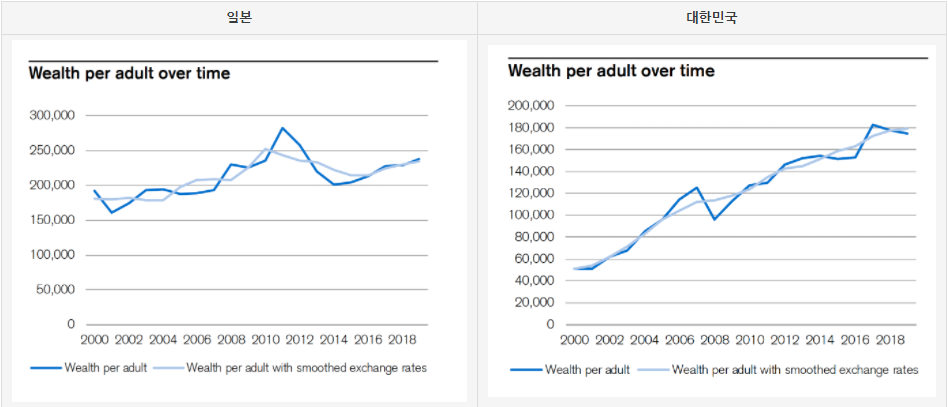 일본
대한민국
Wealth per adult over time
300,000
250,000
200,000
150,000
100,000
50,000
0
2000 2002 2004 2006 2008 2010 2012 2014 2016 2018
Wealth per adult Wealth per adult with smoothed exchange rates
Wealth per adult over time
200,000
180,000
160,000
140,000
120,000
100,000
80,000
60,000
40,000
20,000
0
2000 2002 2004 2006 2008 2010 2012 2014 2016 2018
Wealth per adult Wealth per adult with smoothed exchange rates